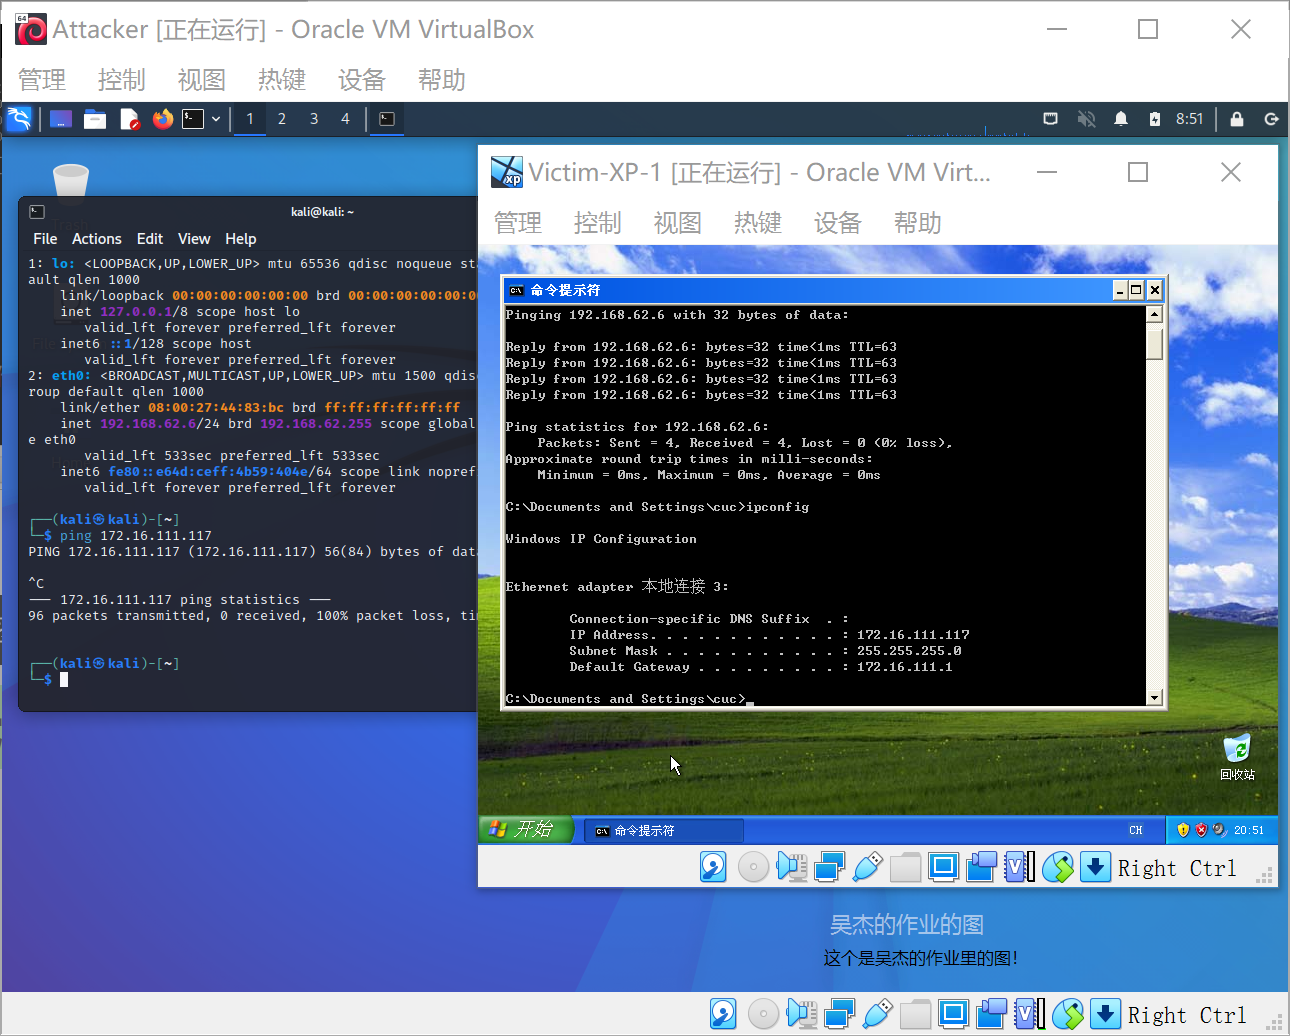 Attacker [正在运行] - Oracle VM VirtualBox
管理 控制 视图 热键 设备 帮助
1 2 3 4 8:51
kali@kali: ~
File Actions Edit View Help
1: lo: <LOOPBACK,UP,LOWER_UP> mtu 65536 qdisc noqueue st
ault qlen 1000
link/loopback 00:00:00:00:00:00 brd 00:00:00:00:00:0
inet 127.0.0.1/8 scope host lo
valid_lft forever preferred_lft forever
inet6 ::1/128 scope host
valid_lft forever preferred_lft forever
2: eth0: <BROADCAST,MULTICAST,UP,LOWER_UP> mtu 1500 qdis
roup default qlen 1000
link/ether 08:00:27:44:83:bc brd ff:ff:ff:ff:ff:ff
inet 192.168.62.6/24 brd 192.168.62.255 scope global
e eth0
valid_lft 533sec preferred_lft 533sec
inet6 fe80::e64d:ceff:4b59:404e/64 scope link nopref
valid_lft forever preferred_lft forever
┌──(kali㉿kali)-[~]
└─$ ping 172.16.111.117
PING 172.16.111.117 (172.16.111.117) 56(84) bytes of dat
^C
── 172.16.111.117 ping statistics ──
96 packets transmitted, 0 received, 100% packet loss, ti
┌──(kali㉿kali)-[~]
└─$
Victim-XP-1 [正在运行] - Oracle VM Virt...
管理 控制 视图 热键 设备 帮助
命令提示符
Pinging 192.168.62.6 with 32 bytes of data:
Reply from 192.168.62.6: bytes=32 time<1ms TTL=63
Reply from 192.168.62.6: bytes=32 time<1ms TTL=63
Reply from 192.168.62.6: bytes=32 time<1ms TTL=63
Reply from 192.168.62.6: bytes=32 time<1ms TTL=63
Ping statistics for 192.168.62.6:
Packets: Sent = 4, Received = 4, Lost = 0 (0% loss),
Approximate round trip times in milli-seconds:
Minimum = 0ms, Maximum = 0ms, Average = 0ms
C:\Documents and Settings\cuc>ipconfig
Windows IP Configuration
Ethernet adapter 本地连接 3:
Connection-specific DNS Suffix . :
IP Address. . . . . . . . . . . . : 172.16.111.117
Subnet Mask . . . . . . . . . . . : 255.255.255.0
Default Gateway . . . . . . . . . : 172.16.111.1
C:\Documents and Settings\cuc>_
回收站
开始 命令提示符 CH 20:51
Right Ctrl
吴杰的作业的图
这个是吴杰的作业里的图!
Right Ctrl